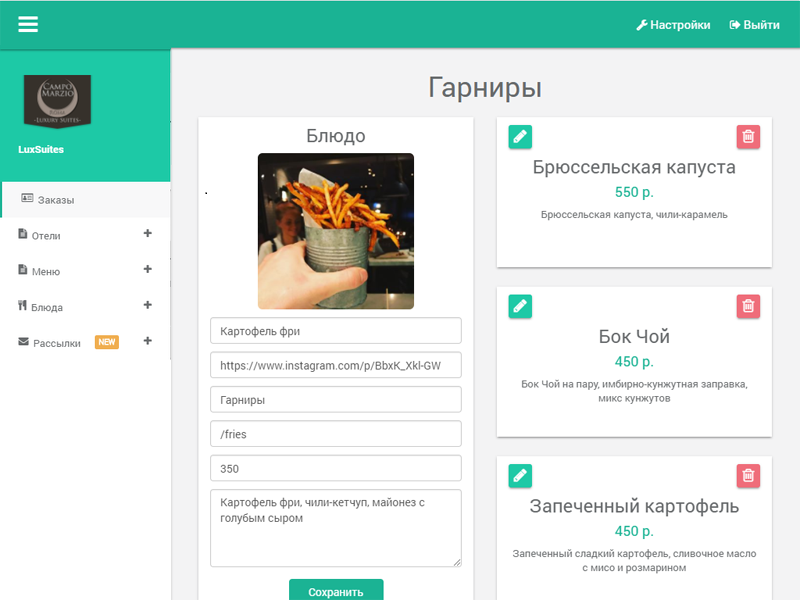 Настройки
Выйти
CAMPO
MARZIO
-LUXURY SUITES-
LuxSuites
Заказы
Отели
Меню
Блюда
Рассылки NEW
Гарниры
Блюдо
Картофель фри
https://www.instagram.com/p/BbxK_Xkl-GW
Гарниры
/fries
350
Картофель фри, чили-кетчуп, майонез с
голубым сыром
Сохранить
Брюссельская капуста
550 р.
Брюссельская капуста, чили-карамель
Бок Чой
450 р.
Бок Чой на пару, имбирно-кунжутная заправка,
микс кунжутов
Запеченный картофель
450 р.
Запеченный сладкий картофель, сливочное масло
с мисо и розмарином